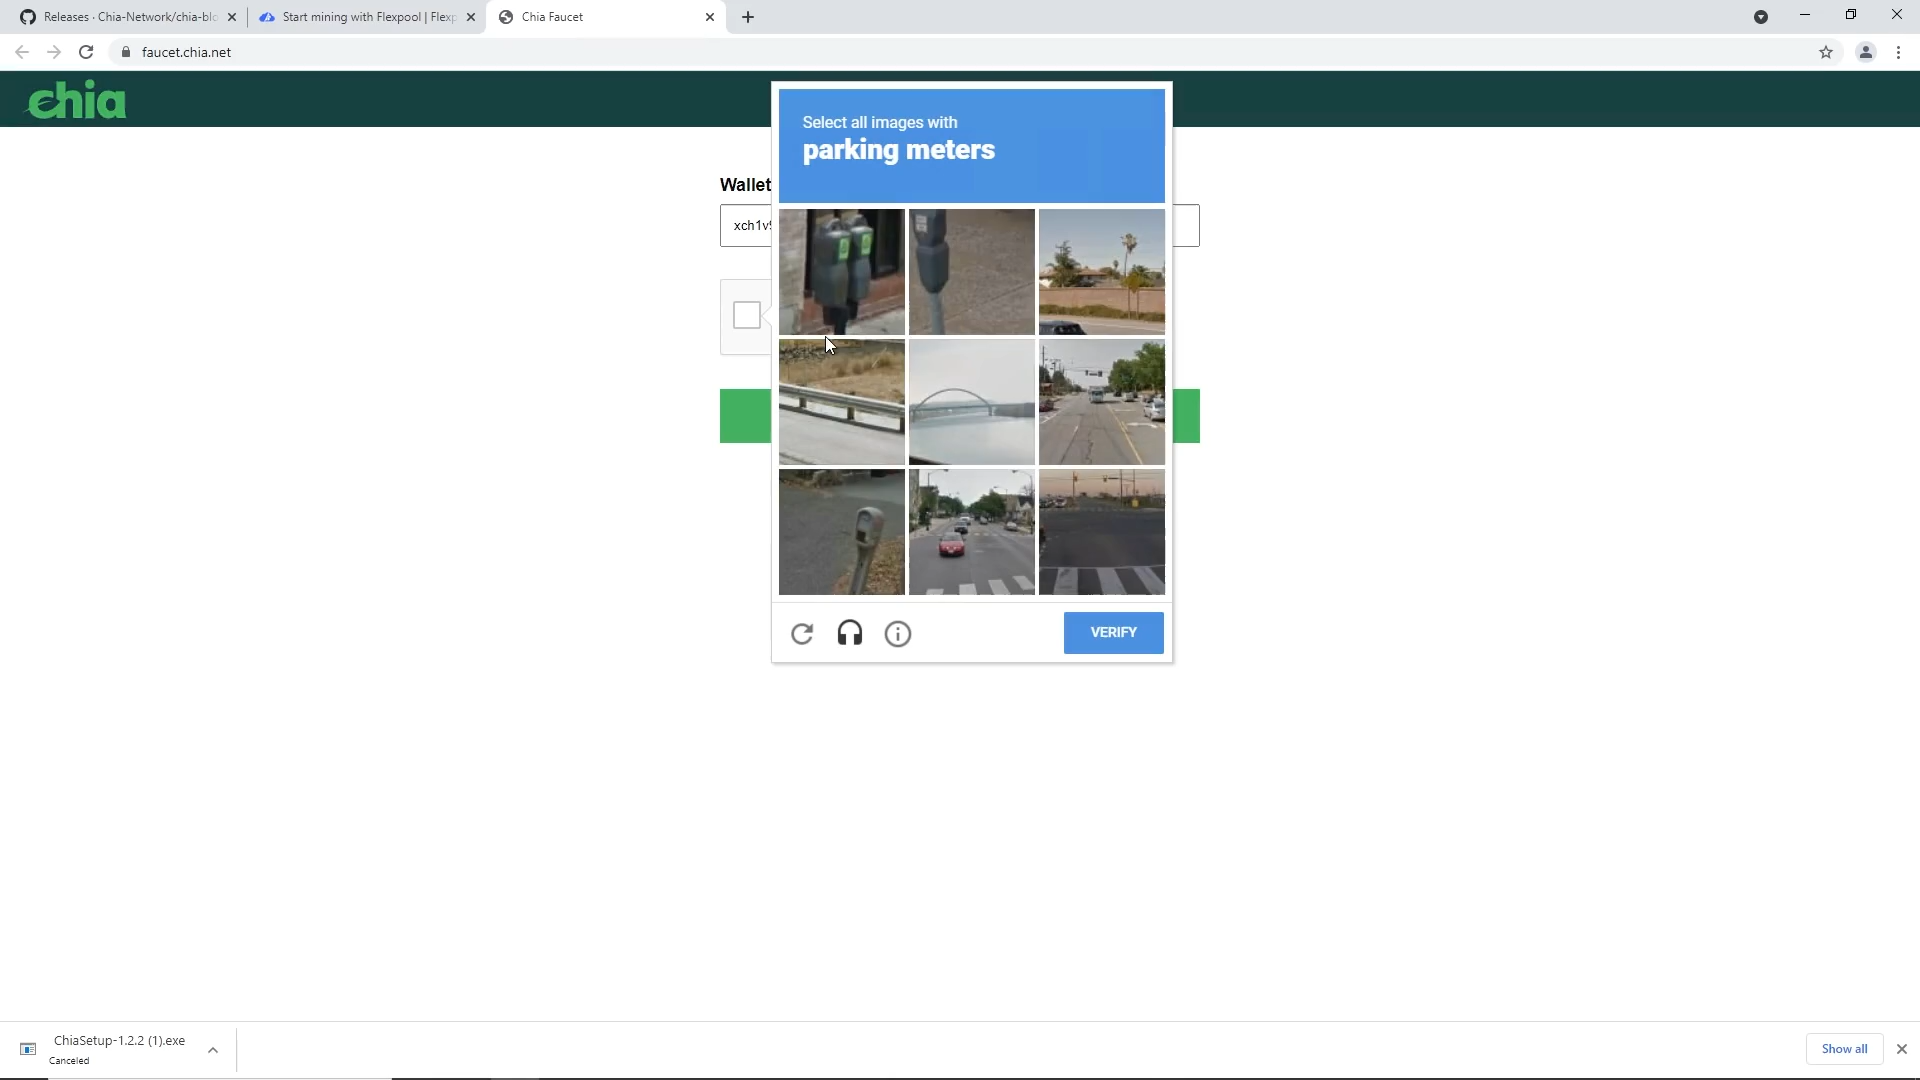 Releases · Chia-Network/chia-blo
Start mining with Flexpool | Flexp
Chia Faucet
faucet.chia.net
chia
Select all images with
parking meters
Wallet
xch1v
VERIFY
ChiaSetup-1.2.2 (1).exe
Canceled
Show all